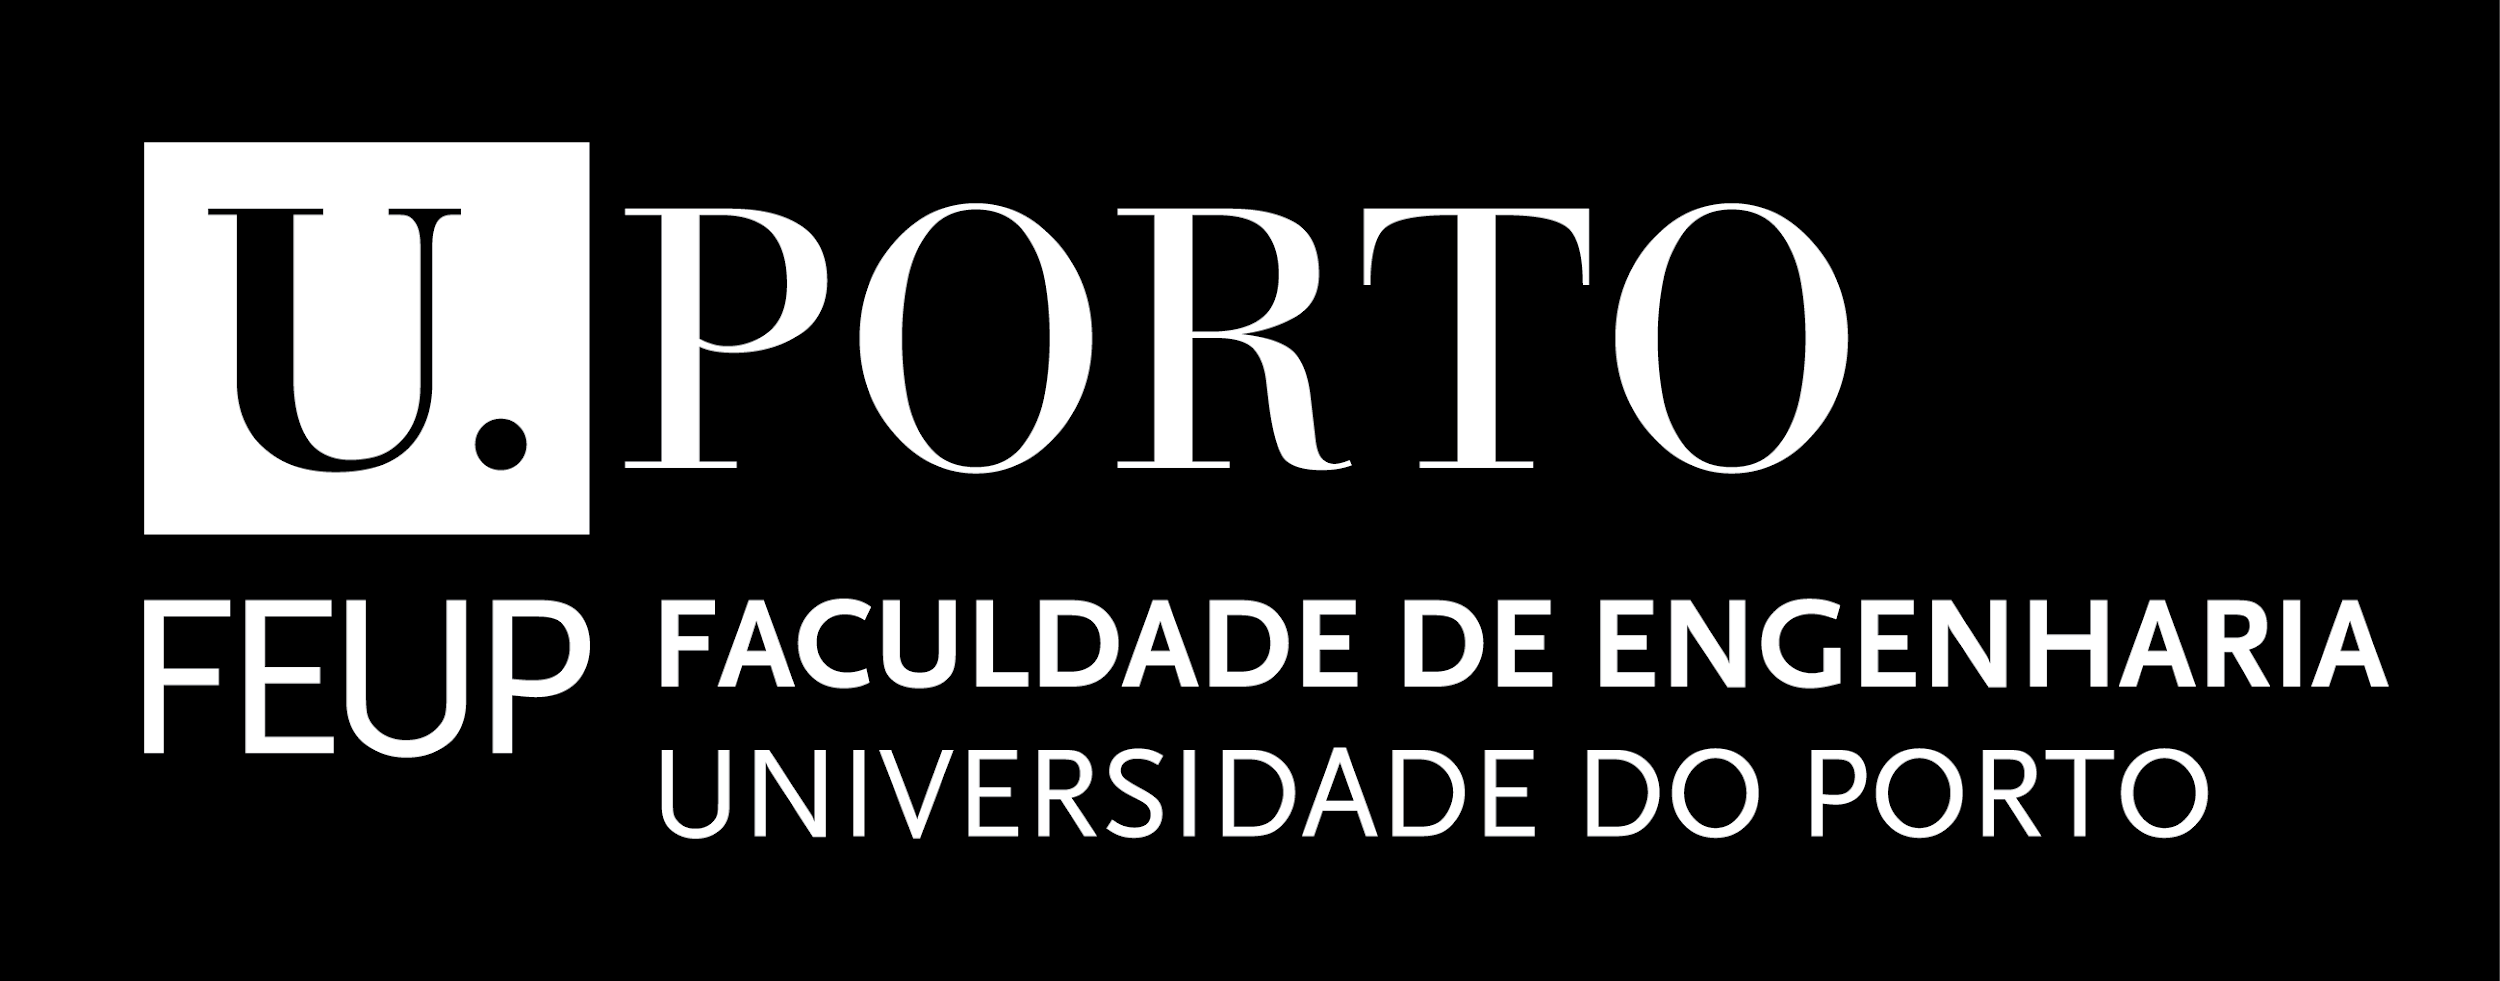 U.PORTO
FEUP FACULDADE DE ENGENHARIA
UNIVERSIDADE DO PORTO